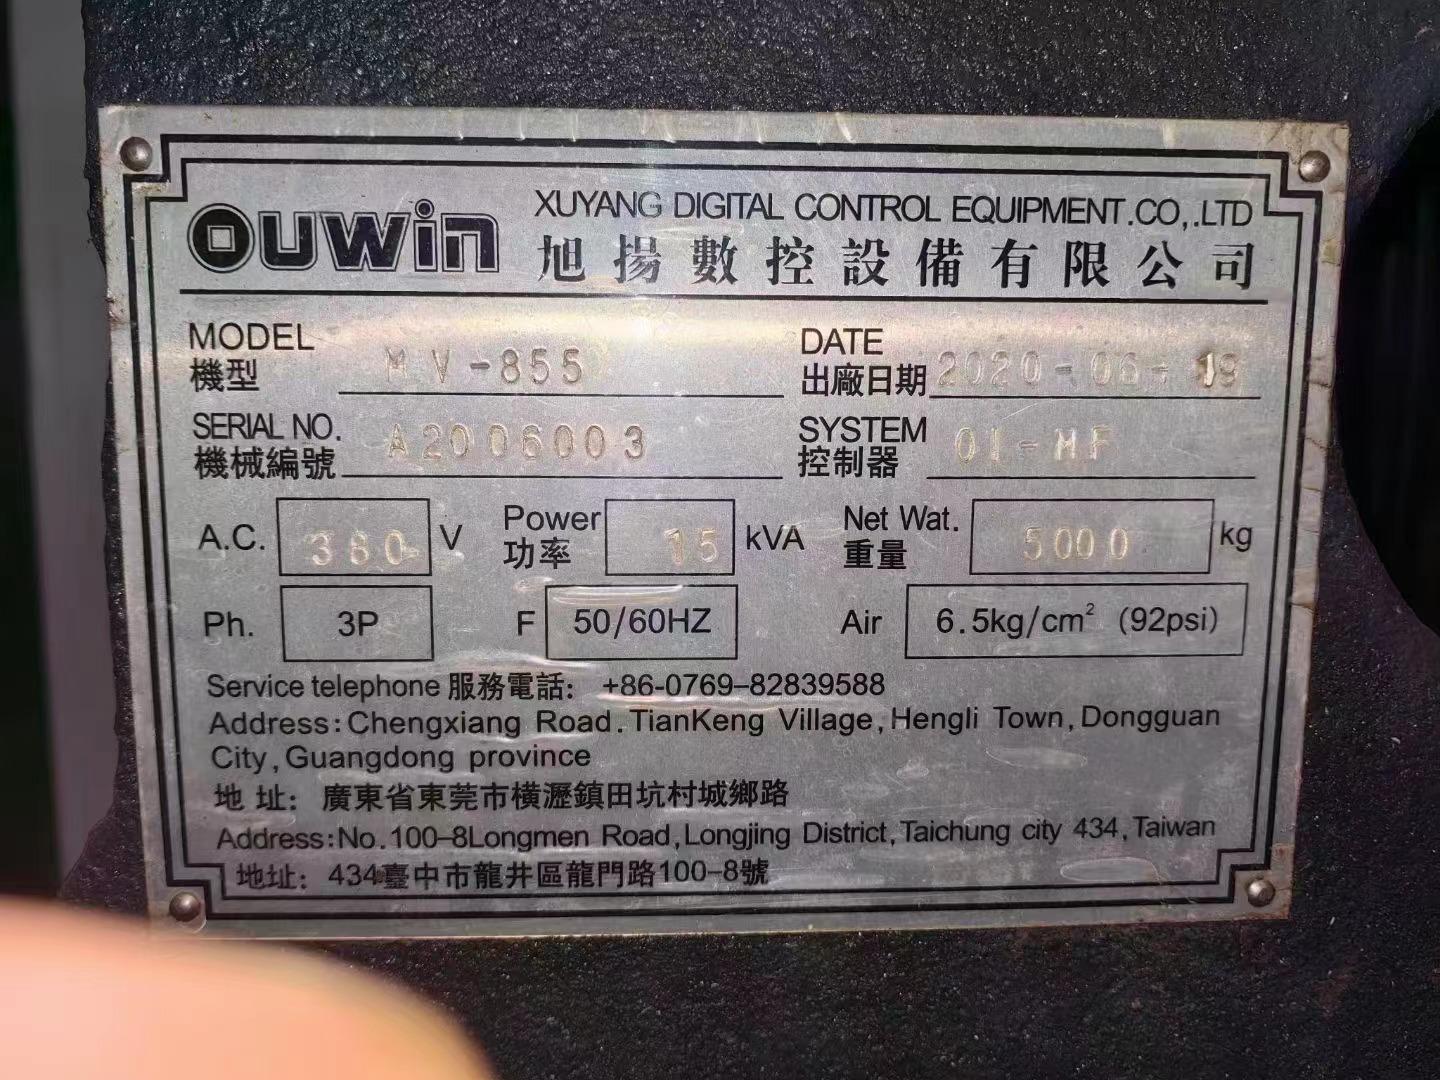 OUWIN XUYANG DIGITAL CONTROL EQUIPMENT.CO,.LTD
旭揚數控設備有限公司
MODEL 機型 MV-855 DATE 出廠日期 2020-06-19
SERIAL NO. 機械編號 A2006003 SYSTEM 控制器 OI-MF
A.C. 380 V Power 功率 15 kVA Net Wat. 重量 5000 kg
Ph. 3P F 50/60HZ Air 6.5kg/cm² (92psi)
Service telephone 服務電話: +86-0769-82839588
Address:Chengxiang Road.TianKeng Village,Hengli Town,Dongguan
City,Guangdong province
地 址: 廣東省東莞市橫瀝鎮田坑村城鄉路
Address:No.100-8Longmen Road,Longjing District,Taichung city 434,Taiwan
地址: 434臺中市龍井區龍門路100-8號